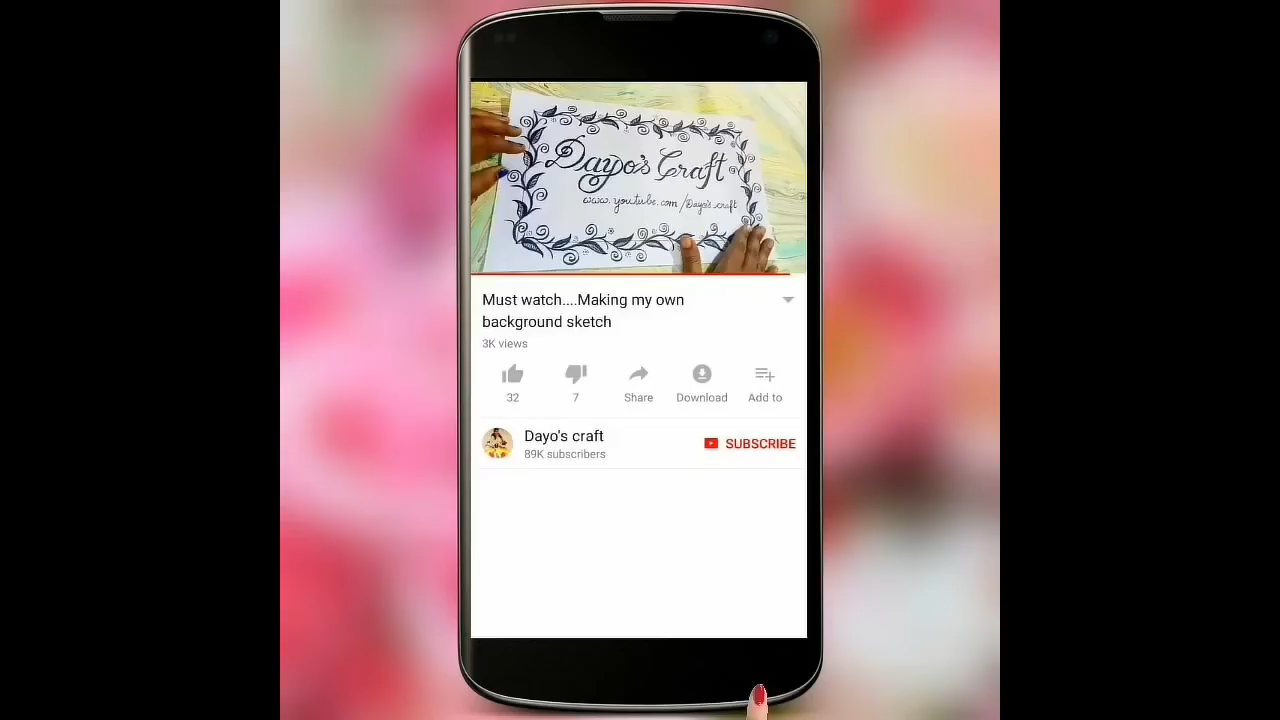 Dayo's Craft
www.youtube.com/Dayo's craft
Must watch....Making my own
background sketch
3K views
32
7
Share
Download
Add to
Dayo's craft
SUBSCRIBE
89K subscribers